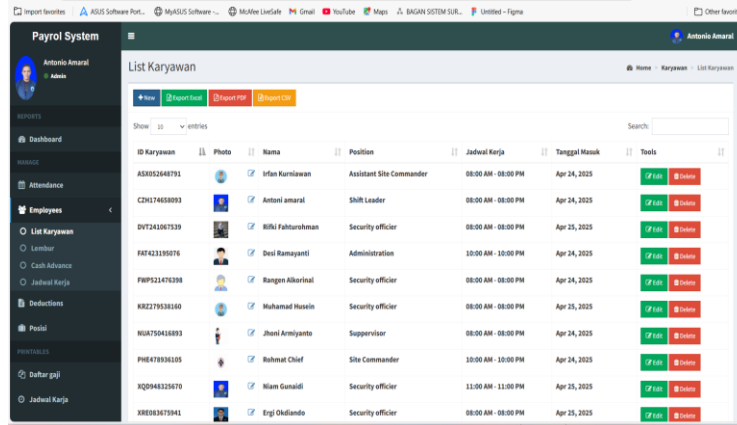 Import favorites ASUS Software Port... MyASUS Software -... McAfee LiveSafe Gmail YouTube Maps BAGAN SISTEM SUR... Untitled – Figma Other favorit
Payrol System
Antonio Amaral
Antonio Amaral
Admin
List Karyawan
Home Karyawan List Karyawan
New Export Excel Export PDF Export CSV
REPORTS
Dashboard
MANAGE
Attendance
Employees
List Karyawan
Lembur
Cash Advance
Jadwal Kerja
Deductions
Posisi
PRINTABLES
Daftar gaji
Jadwal Karja
Show 10 entries Search:
ID Karyawan Photo Nama Position Jadwal Kerja Tanggal Masuk Tools
ASX052648791 Irfan Kurniawan Assistant Site Commander 08:00 AM - 08:00 PM Apr 24, 2025 Edit Delete
CZH174658093 Antoni amaral Shift Leader 08:00 AM - 08:00 PM Apr 24, 2025 Edit Delete
DVT241067539 Rifki Fahturohman Security officier 08:00 AM - 08:00 PM Apr 25, 2025 Edit Delete
FAT423195076 Desi Ramayanti Administration 10:00 AM - 10:00 PM Apr 24, 2025 Edit Delete
FWP521476398 Rangen Alkorinal Security officier 08:00 AM - 08:00 PM Apr 25, 2025 Edit Delete
KRZ279538160 Muhamad Husein Security officier 08:00 AM - 08:00 PM Apr 25, 2025 Edit Delete
NUA750416893 Jhoni Armiyanto Suppervisor 08:00 AM - 08:00 PM Apr 24, 2025 Edit Delete
PHE478936105 Rohmat Chief Site Commander 10:00 AM - 10:00 PM Apr 24, 2025 Edit Delete
XQD948325670 Niam Gunaidi Security officier 11:00 AM - 11:00 PM Apr 25, 2025 Edit Delete
XRE083675941 Ergi Okdiando Security officier 08:00 AM - 08:00 PM Apr 25, 2025 Edit Delete